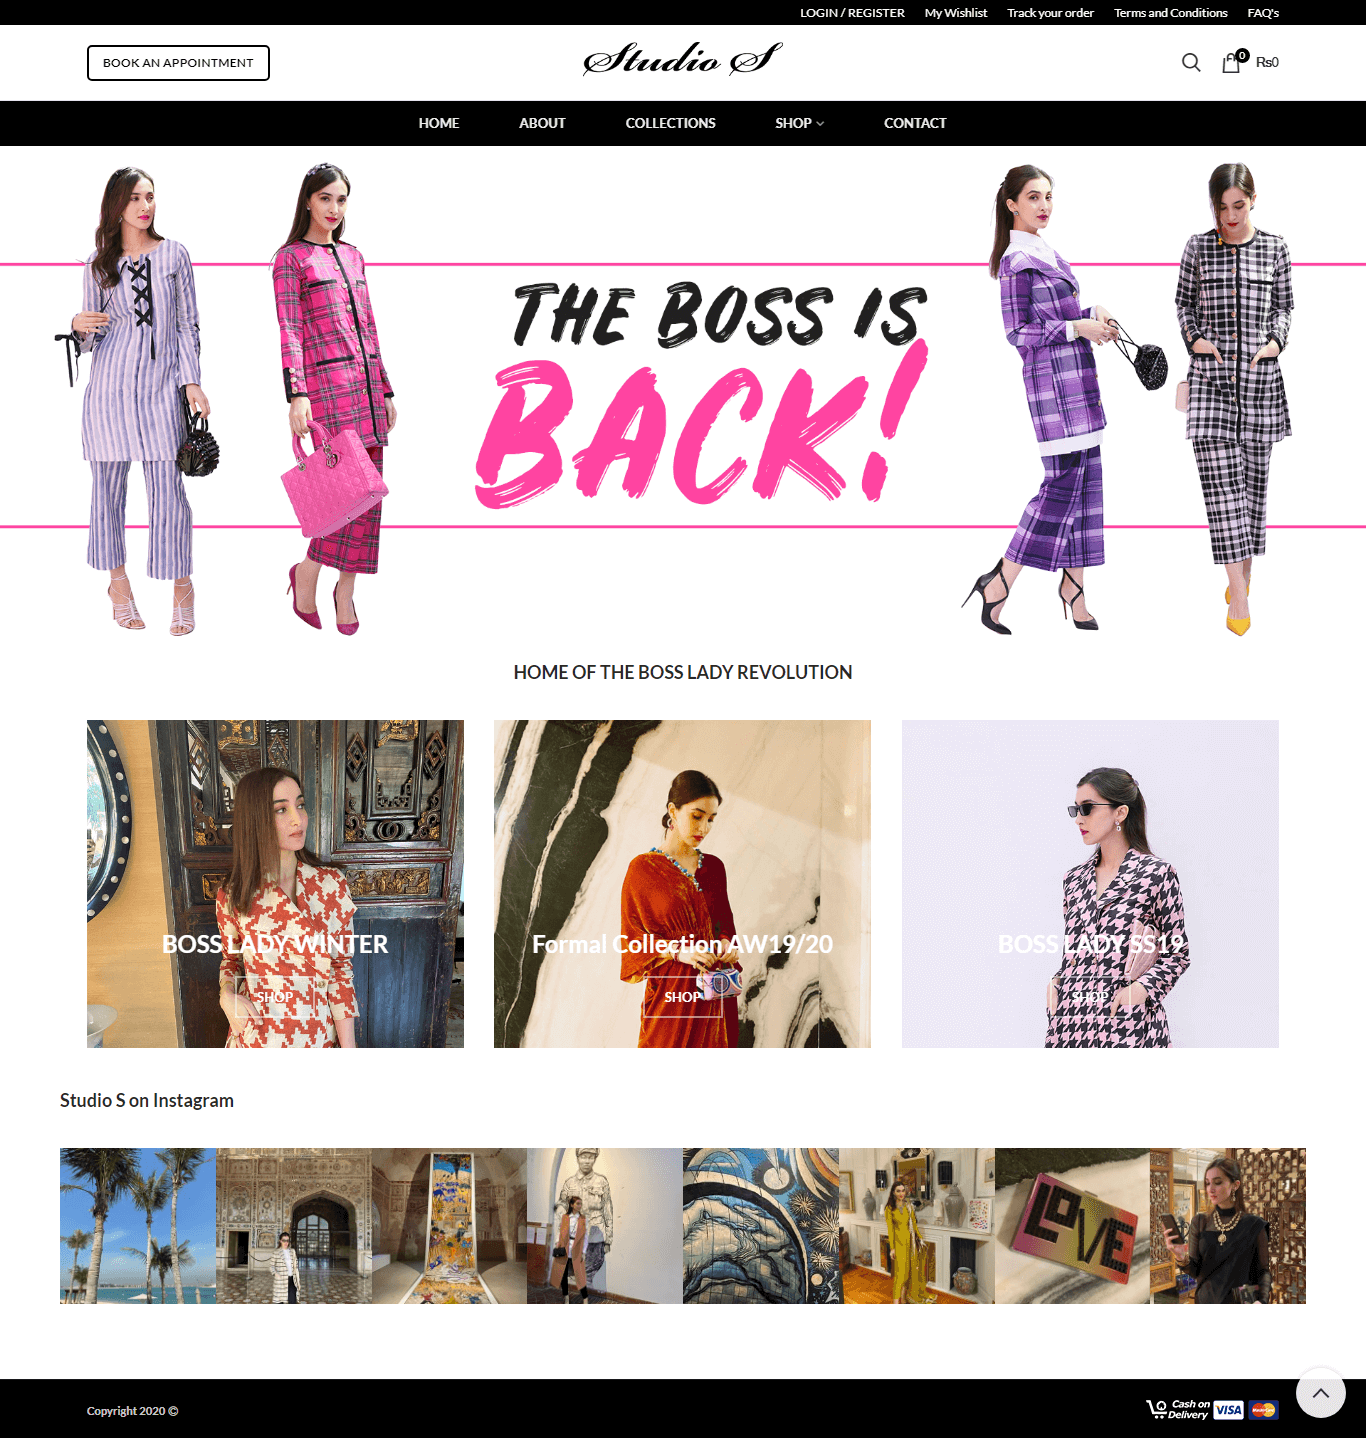 LOGIN / REGISTER My Wishlist Track your order Terms and Conditions FAQ's
BOOK AN APPOINTMENT
Studio S
0
₨0
HOME ABOUT COLLECTIONS SHOP CONTACT
THE BOSS IS
BACK!
HOME OF THE BOSS LADY REVOLUTION
BOSS LADY WINTER
SHOP
Formal Collection AW19/20
SHOP
BOSS LADY SS19
SHOP
Studio S on Instagram
LOVE
Copyright 2020 ©
Cash on
Delivery
VISA
MasterCard